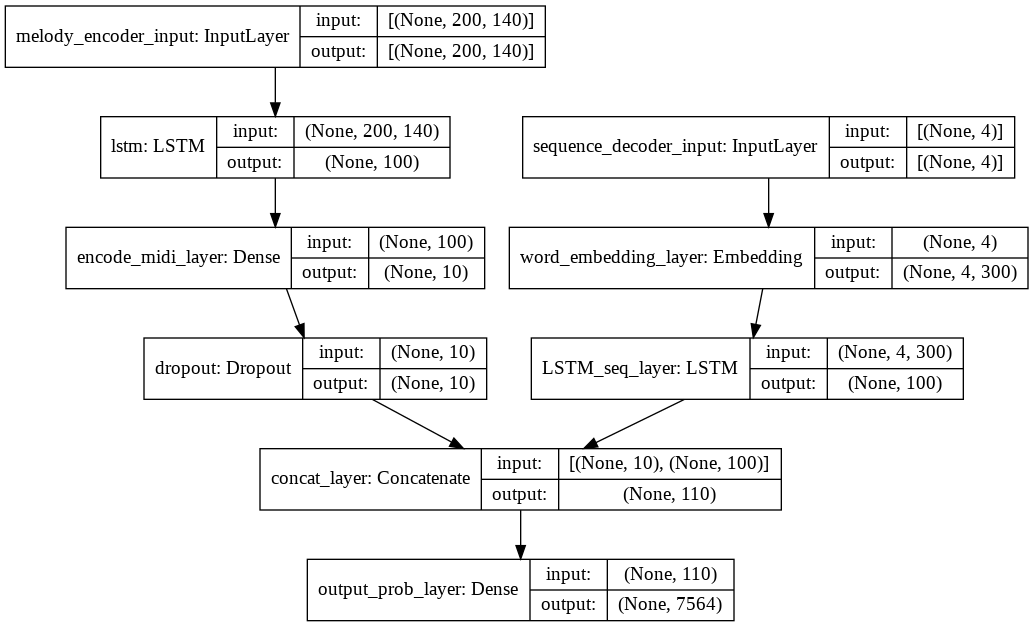 melody_encoder_input: InputLayer
input: [(None, 200, 140)]
output: [(None, 200, 140)]
lstm: LSTM
input: (None, 200, 140)
output: (None, 100)
sequence_decoder_input: InputLayer
input: [(None, 4)]
output: [(None, 4)]
encode_midi_layer: Dense
input: (None, 100)
output: (None, 10)
word_embedding_layer: Embedding
input: (None, 4)
output: (None, 4, 300)
dropout: Dropout
input: (None, 10)
output: (None, 10)
LSTM_seq_layer: LSTM
input: (None, 4, 300)
output: (None, 100)
concat_layer: Concatenate
input: [(None, 10), (None, 100)]
output: (None, 110)
output_prob_layer: Dense
input: (None, 110)
output: (None, 7564)